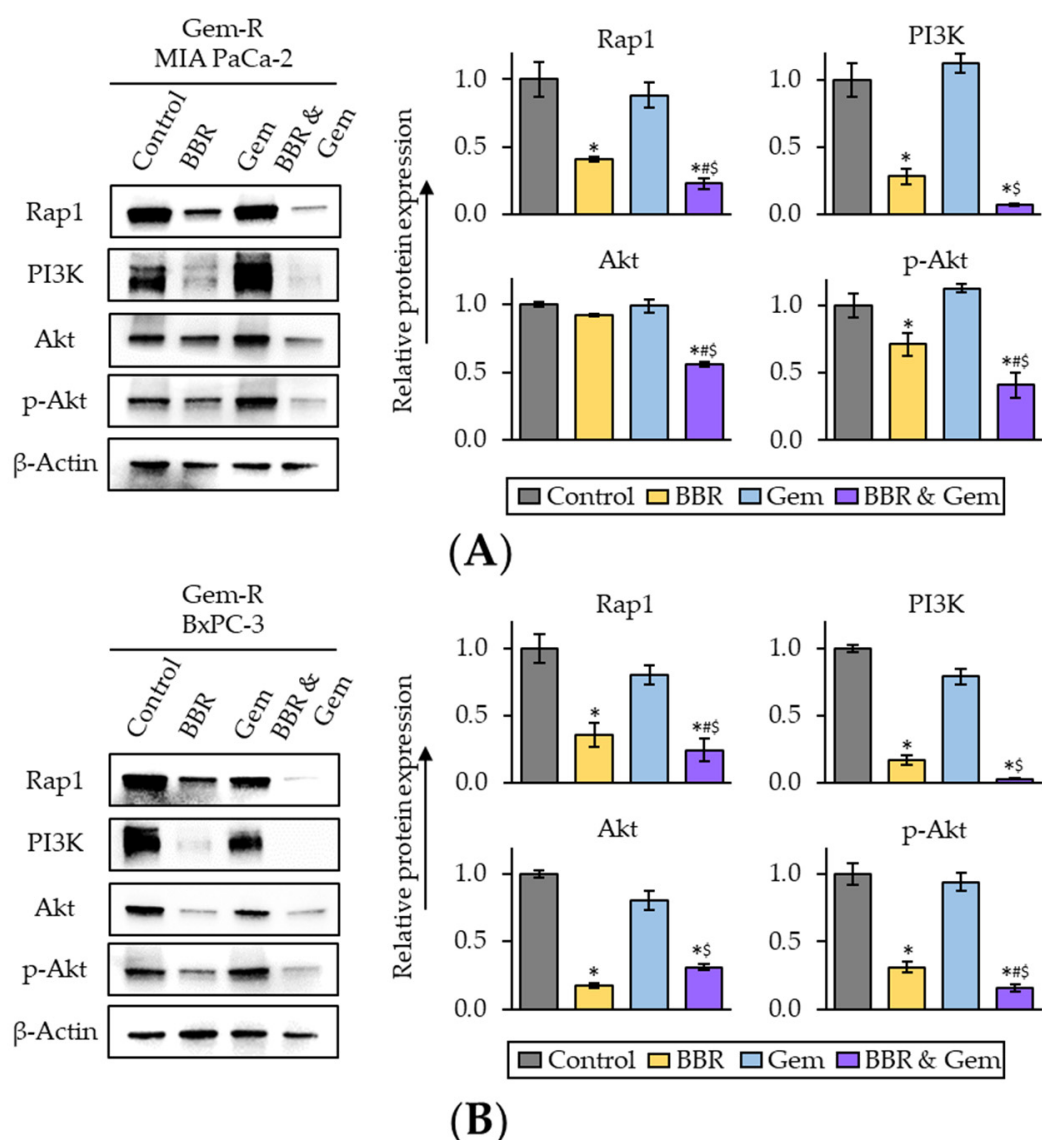 Gem-R
MIA PaCa-2
Control
BBR
Gem
BBR &
Gem
Rap1
PI3K
Akt
p-Akt
β-Actin
Relative protein expression
Rap1
1.0
0.5
0.0
*
*#$
PI3K
1.0
0.5
0.0
*
*$
Akt
1.0
0.5
0.0
*#$
p-Akt
1.0
0.5
0.0
*
*#$
Control BBR Gem BBR & Gem
(A)
Gem-R
BxPC-3
Control
BBR
Gem
BBR &
Gem
Rap1
PI3K
Akt
p-Akt
β-Actin
Relative protein expression
Rap1
1.0
0.5
0.0
*
*#$
PI3K
1.0
0.5
0.0
*
*$
Akt
1.0
0.5
0.0
*
*$
p-Akt
1.0
0.5
0.0
*
*#$
Control BBR Gem BBR & Gem
(B)